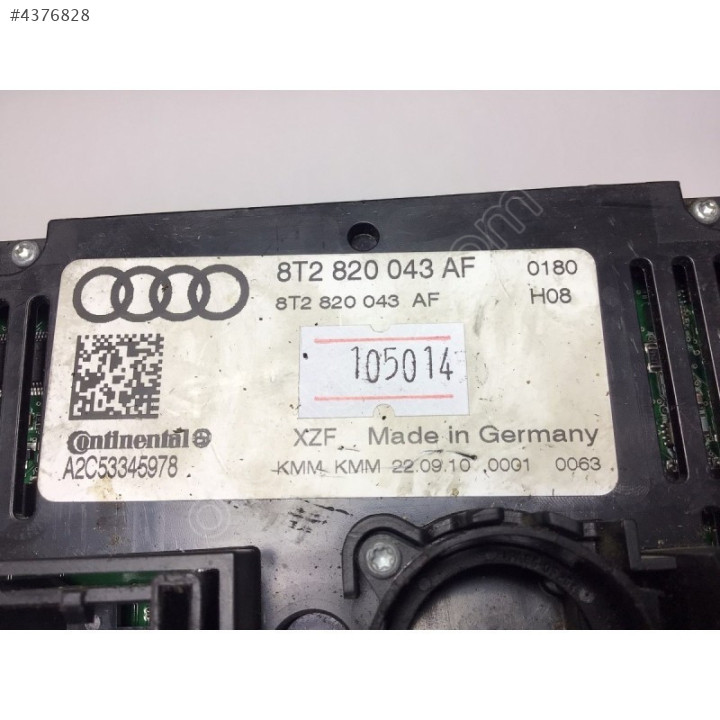 #4376828
8T2 820 043 AF 0180
8T2 820 043 AF H08
105014
Continental
XZF Made in Germany
A2C53345978
KMM KMM 22.09.10 0001 0063